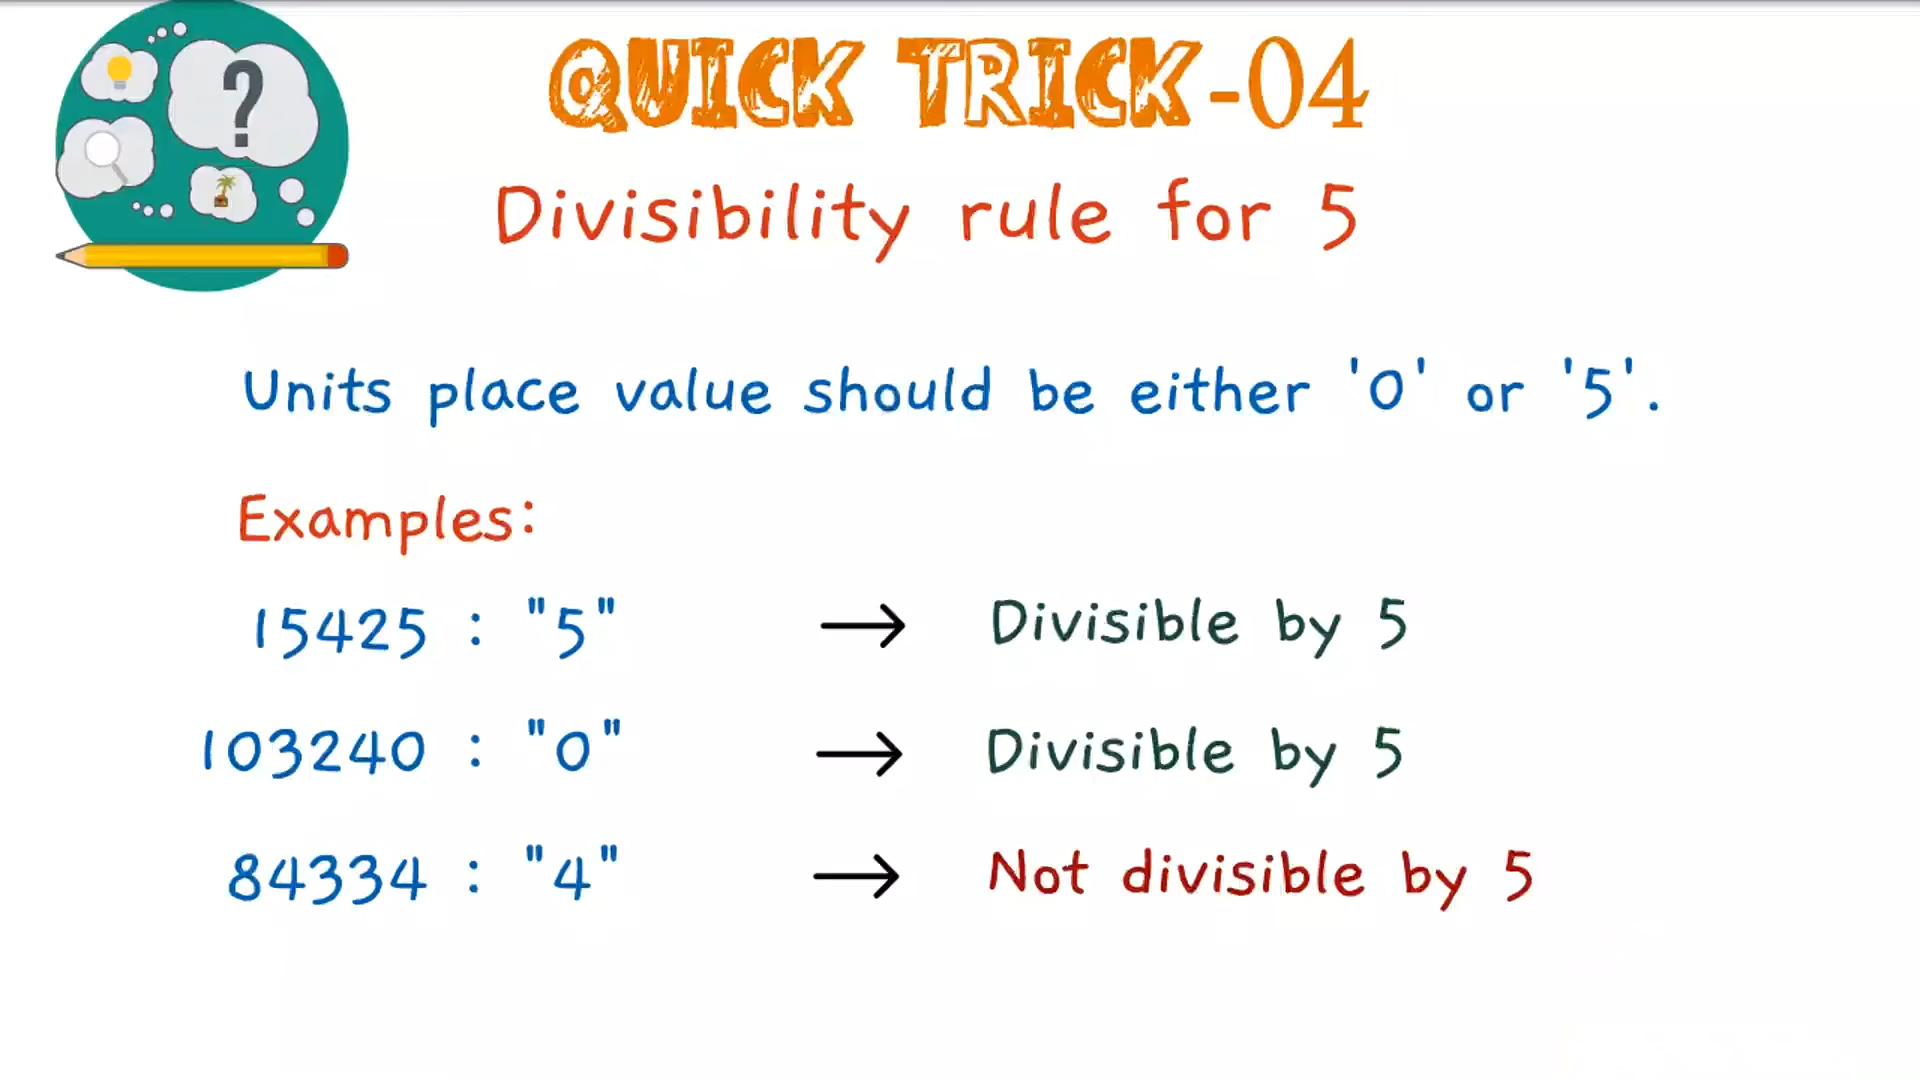 ?
QUICK TRICK-04
Divisibility rule for 5
Units place value should be either '0' or '5'.
Examples:
15425 : "5" → Divisible by 5
103240 : "0" → Divisible by 5
84334 : "4" → Not divisible by 5